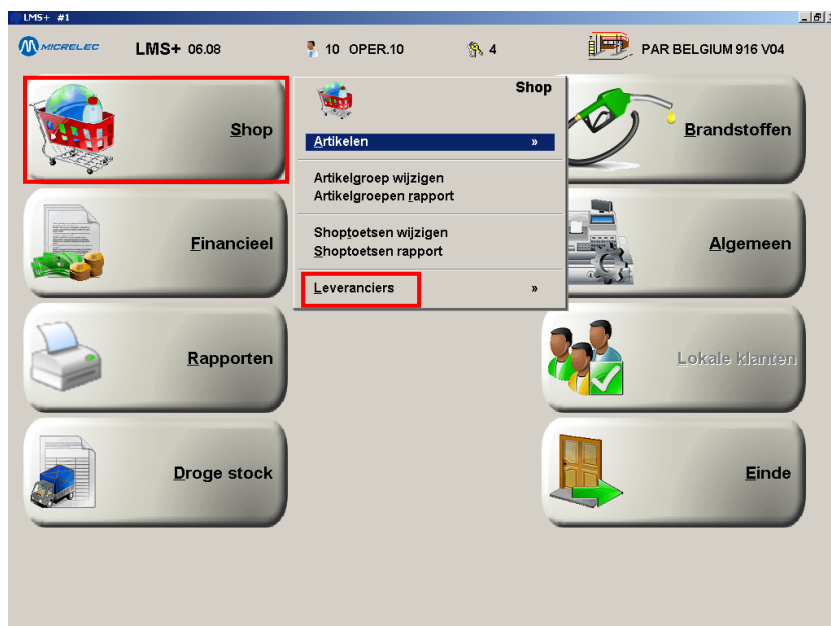 LMS+ #1
MICRELEC LMS+ 06.08 10 OPER.10 4 PAR BELGIUM 916 V04
Shop
Financieel
Rapporten
Droge stock
Shop
Artikelen »
Artikelgroep wijzigen
Artikelgroepen rapport
Shoptoetsen wijzigen
Shoptoetsen rapport
Leveranciers »
Brandstoffen
Algemeen
Lokale klanten
Einde